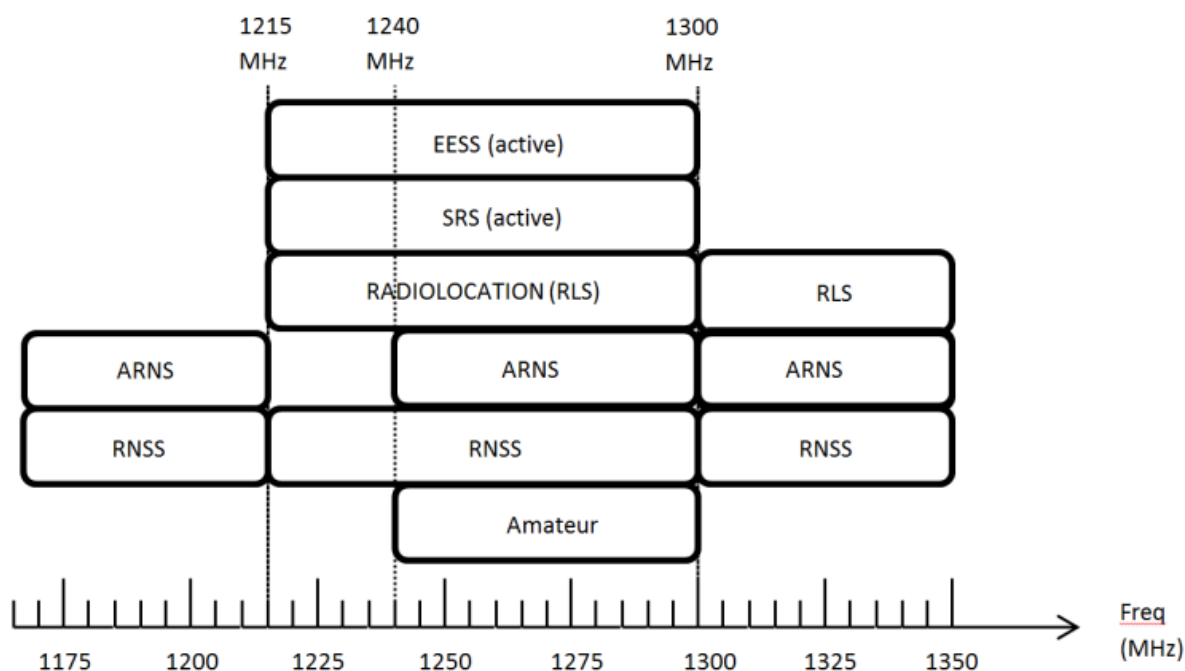 1215 1240 1300
MHz MHz MHz
EESS (active)
SRS (active)
RADIOLOCATION (RLS) RLS
ARNS ARNS ARNS
RNSS RNSS RNSS
Amateur
Freq
(MHz)
1175 1200 1225 1250 1275 1300 1325 1350